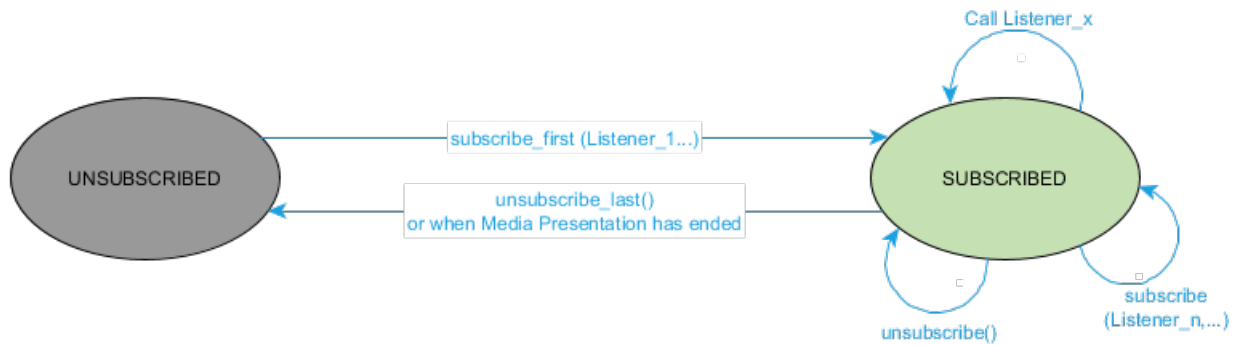 Call Listener_x
subscribe_first (Listener_1...)
UNSUBSCRIBED
SUBSCRIBED
unsubscribe_last()
or when Media Presentation has ended
subscribe
(Listener_n,...)
unsubscribe()